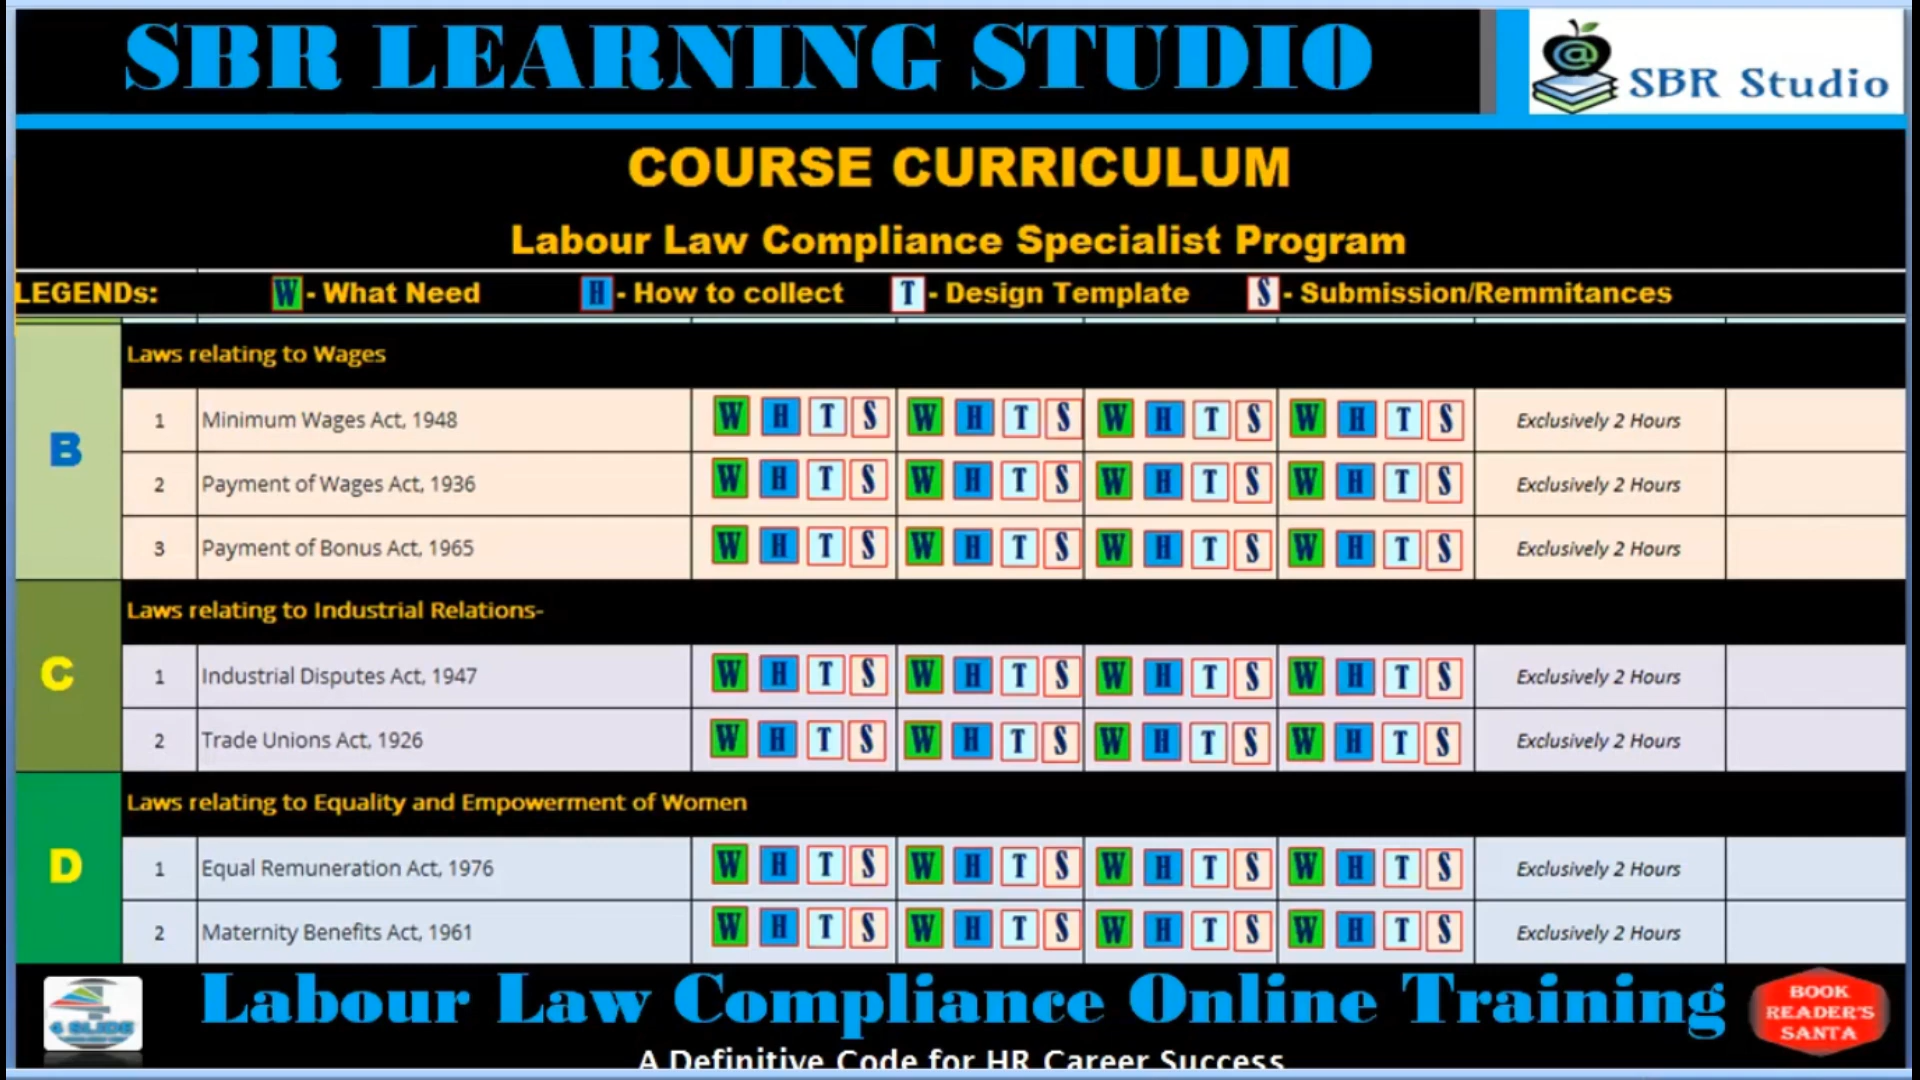 SBR LEARNING STUDIO
@
SBR Studio
COURSE CURRICULUM
Labour Law Compliance Specialist Program
LEGENDs: W - What Need H - How to collect T - Design Template S - Submission/Remmitances
B
Laws relating to Wages
1 Minimum Wages Act, 1948 W H T S W H T S W H T S W H T S Exclusively 2 Hours
2 Payment of Wages Act, 1936 W H T S W H T S W H T S W H T S Exclusively 2 Hours
3 Payment of Bonus Act, 1965 W H T S W H T S W H T S W H T S Exclusively 2 Hours
C
Laws relating to Industrial Relations-
1 Industrial Disputes Act, 1947 W H T S W H T S W H T S W H T S Exclusively 2 Hours
2 Trade Unions Act, 1926 W H T S W H T S W H T S W H T S Exclusively 2 Hours
D
Laws relating to Equality and Empowerment of Women
1 Equal Remuneration Act, 1976 W H T S W H T S W H T S W H T S Exclusively 2 Hours
2 Maternity Benefits Act, 1961 W H T S W H T S W H T S W H T S Exclusively 2 Hours
4 SLIDE
Labour Law Compliance Online Training
BOOK
READER'S
SANTA
A Definitive Code for HR Career Success